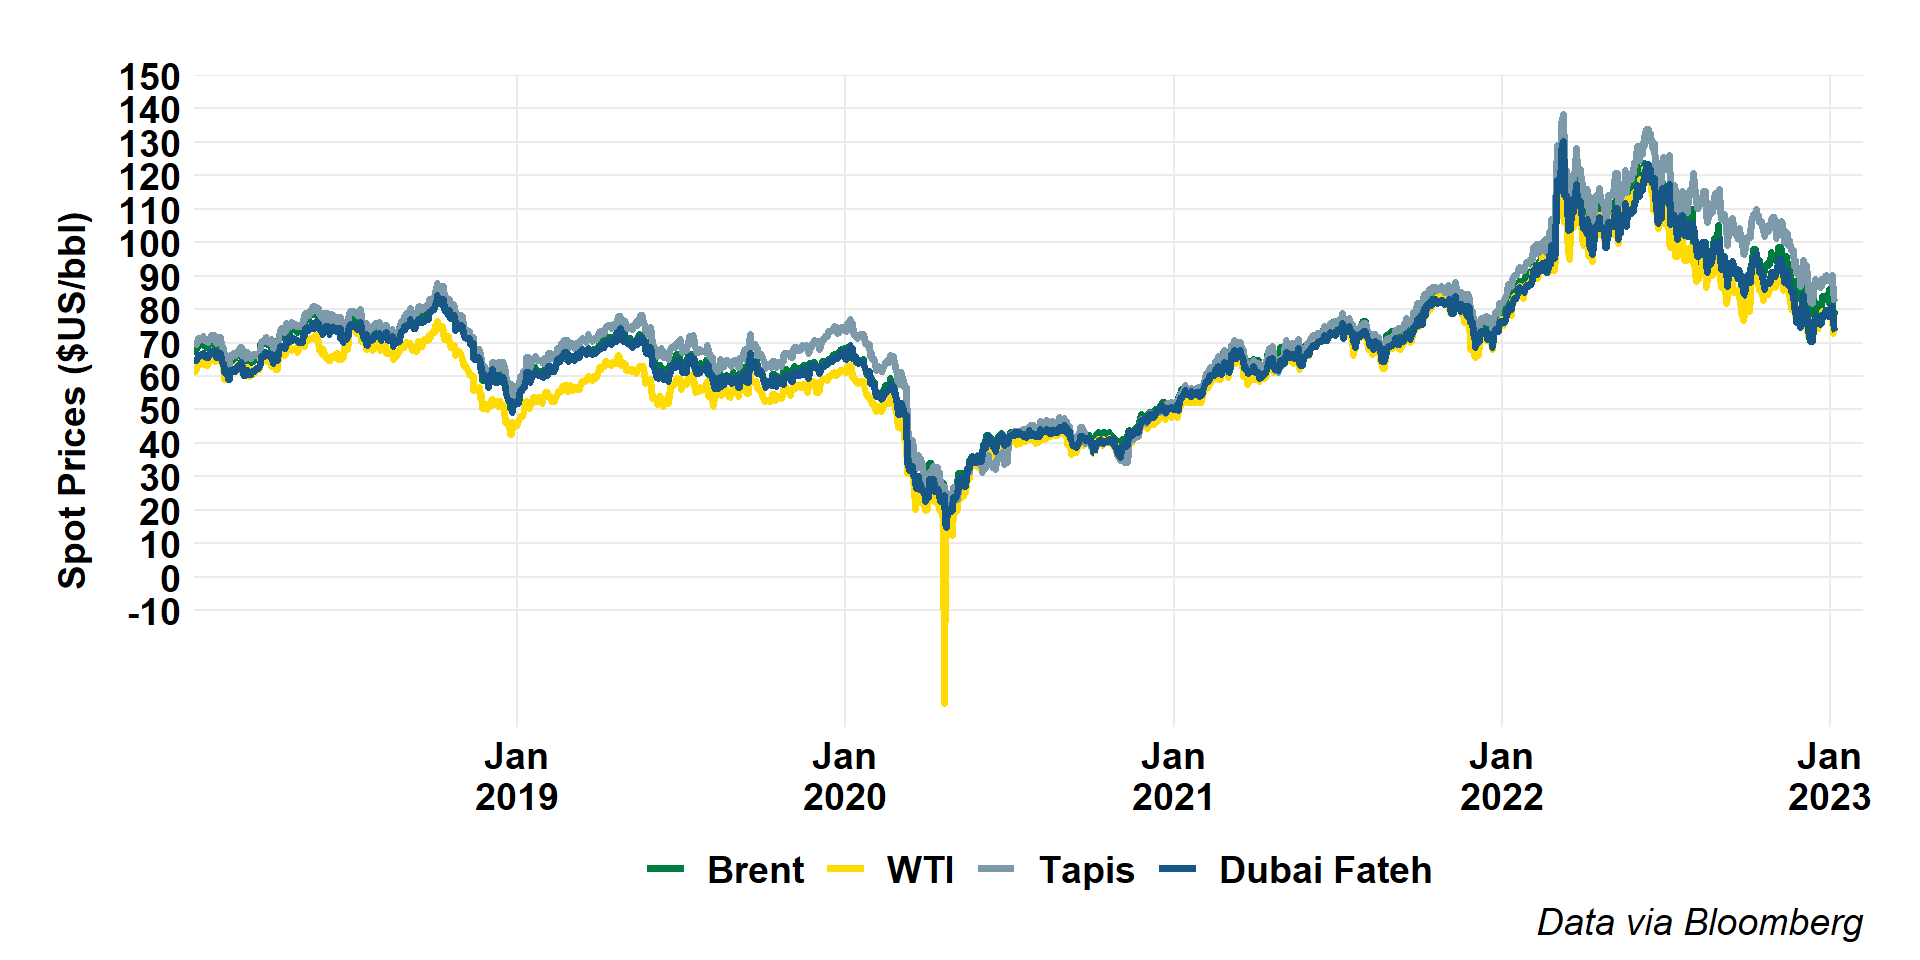 Spot Prices ($US/bbl)
150
140
130
120
110
100
90
80
70
60
50
40
30
20
10
0
-10
Jan 2019
Jan 2020
Jan 2021
Jan 2022
Jan 2023
Brent WTI Tapis Dubai Fateh
Data via Bloomberg